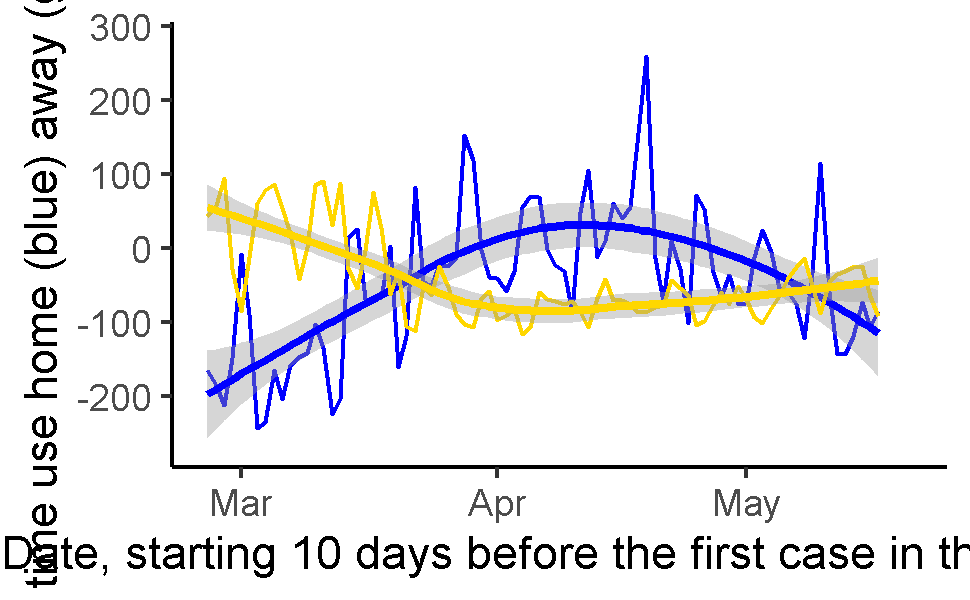 time use home (blue) away (
300
200
100
0
-100
-200
Mar Apr May
Date, starting 10 days before the first case in th